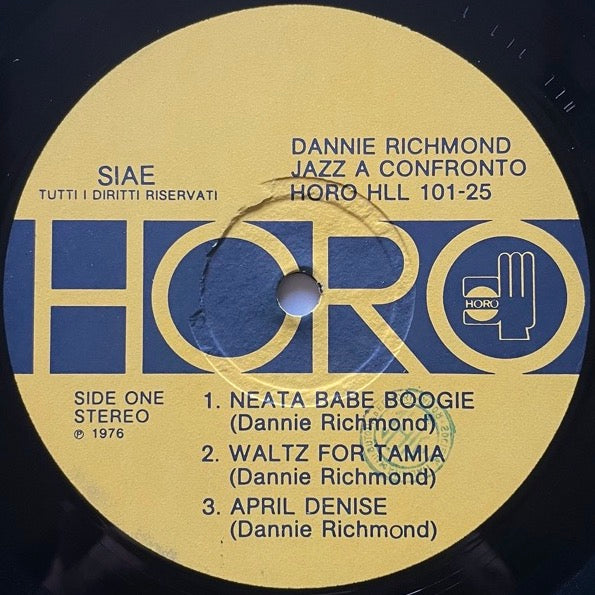 DANNIE RICHMOND
JAZZ A CONFRONTO
HORO HLL 101-25
SIAE
TUTTI I DIRITTI RISERVATI
HORO
HORO
SIDE ONE
STEREO
℗ 1976
1. NEATA BABE BOOGIE
(Dannie Richmond)
2. WALTZ FOR TAMIA
(Dannie Richmond)
3. APRIL DENISE
(Dannie Richmond)